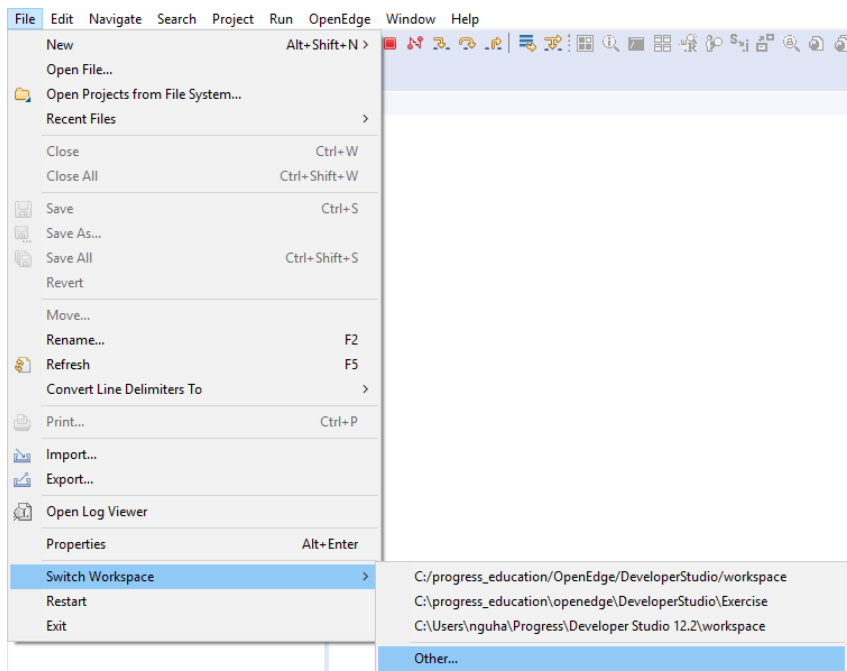 File Edit Navigate Search Project Run OpenEdge Window Help
New Alt+Shift+N >
Open File...
Open Projects from File System...
Recent Files >
Close Ctrl+W
Close All Ctrl+Shift+W
Save Ctrl+S
Save As...
Save All Ctrl+Shift+S
Revert
Move...
Rename... F2
Refresh F5
Convert Line Delimiters To >
Print... Ctrl+P
Import...
Export...
Open Log Viewer
Properties Alt+Enter
Switch Workspace > C:/progress_education/OpenEdge/DeveloperStudio/workspace
Restart C:\progress_education\openedge\DeveloperStudio\Exercise
Exit C:\Users\nguha\Progress\Developer Studio 12.2\workspace
Other...